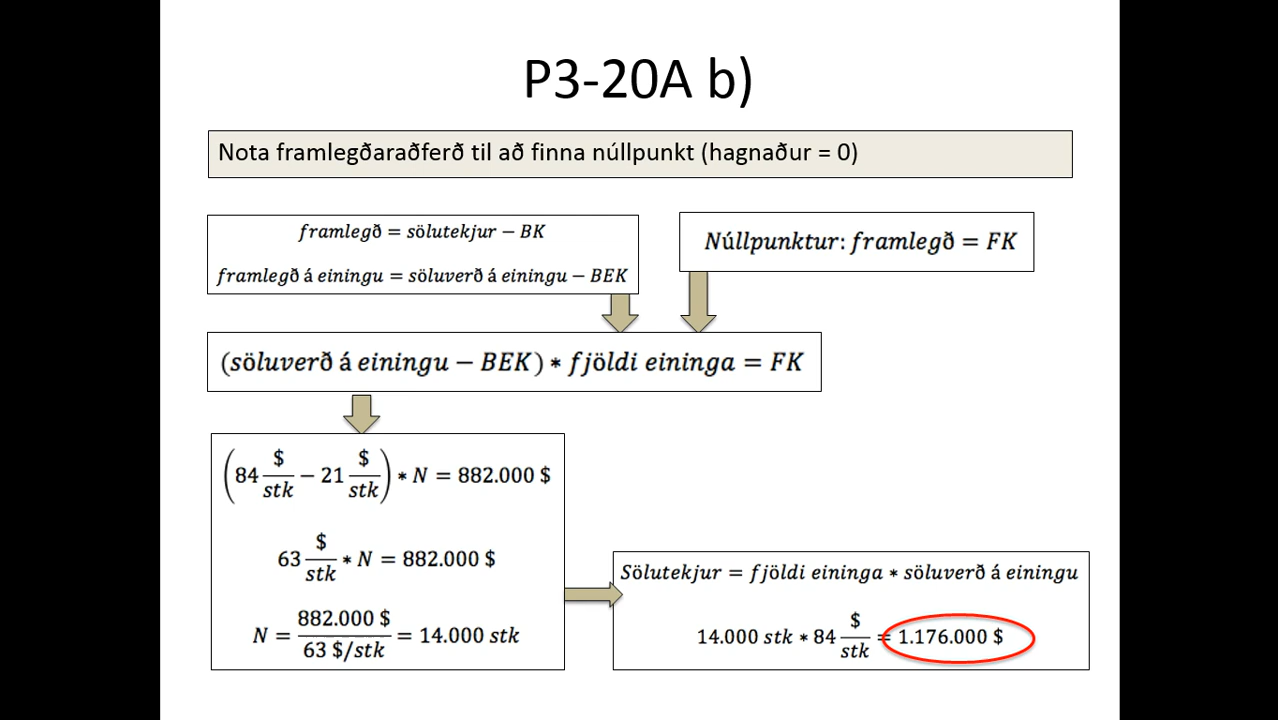 P3-20A b)
Nota framlegðaraðferð til að finna núllpunkt (hagnaður = 0)
framlegð = sölutekjur − BK
framlegð á einingu = söluverð á einingu − BEK
Núllpunktur: framlegð = FK
(söluverð á einingu − BEK) ∗ fjöldi eininga = FK
(84 $/stk − 21 $/stk) ∗ N = 882.000 $
63 $/stk ∗ N = 882.000 $
N = 882.000 $ / 63 $/stk = 14.000 stk
Sölutekjur = fjöldi eininga ∗ söluverð á einingu
14.000 stk ∗ 84 $/stk = 1.176.000 $